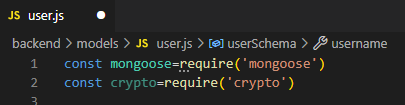 JS user.js
backend > models > JS user.js > userSchema > username
1 const mongoose=require('mongoose')
2 const crypto=require('crypto')